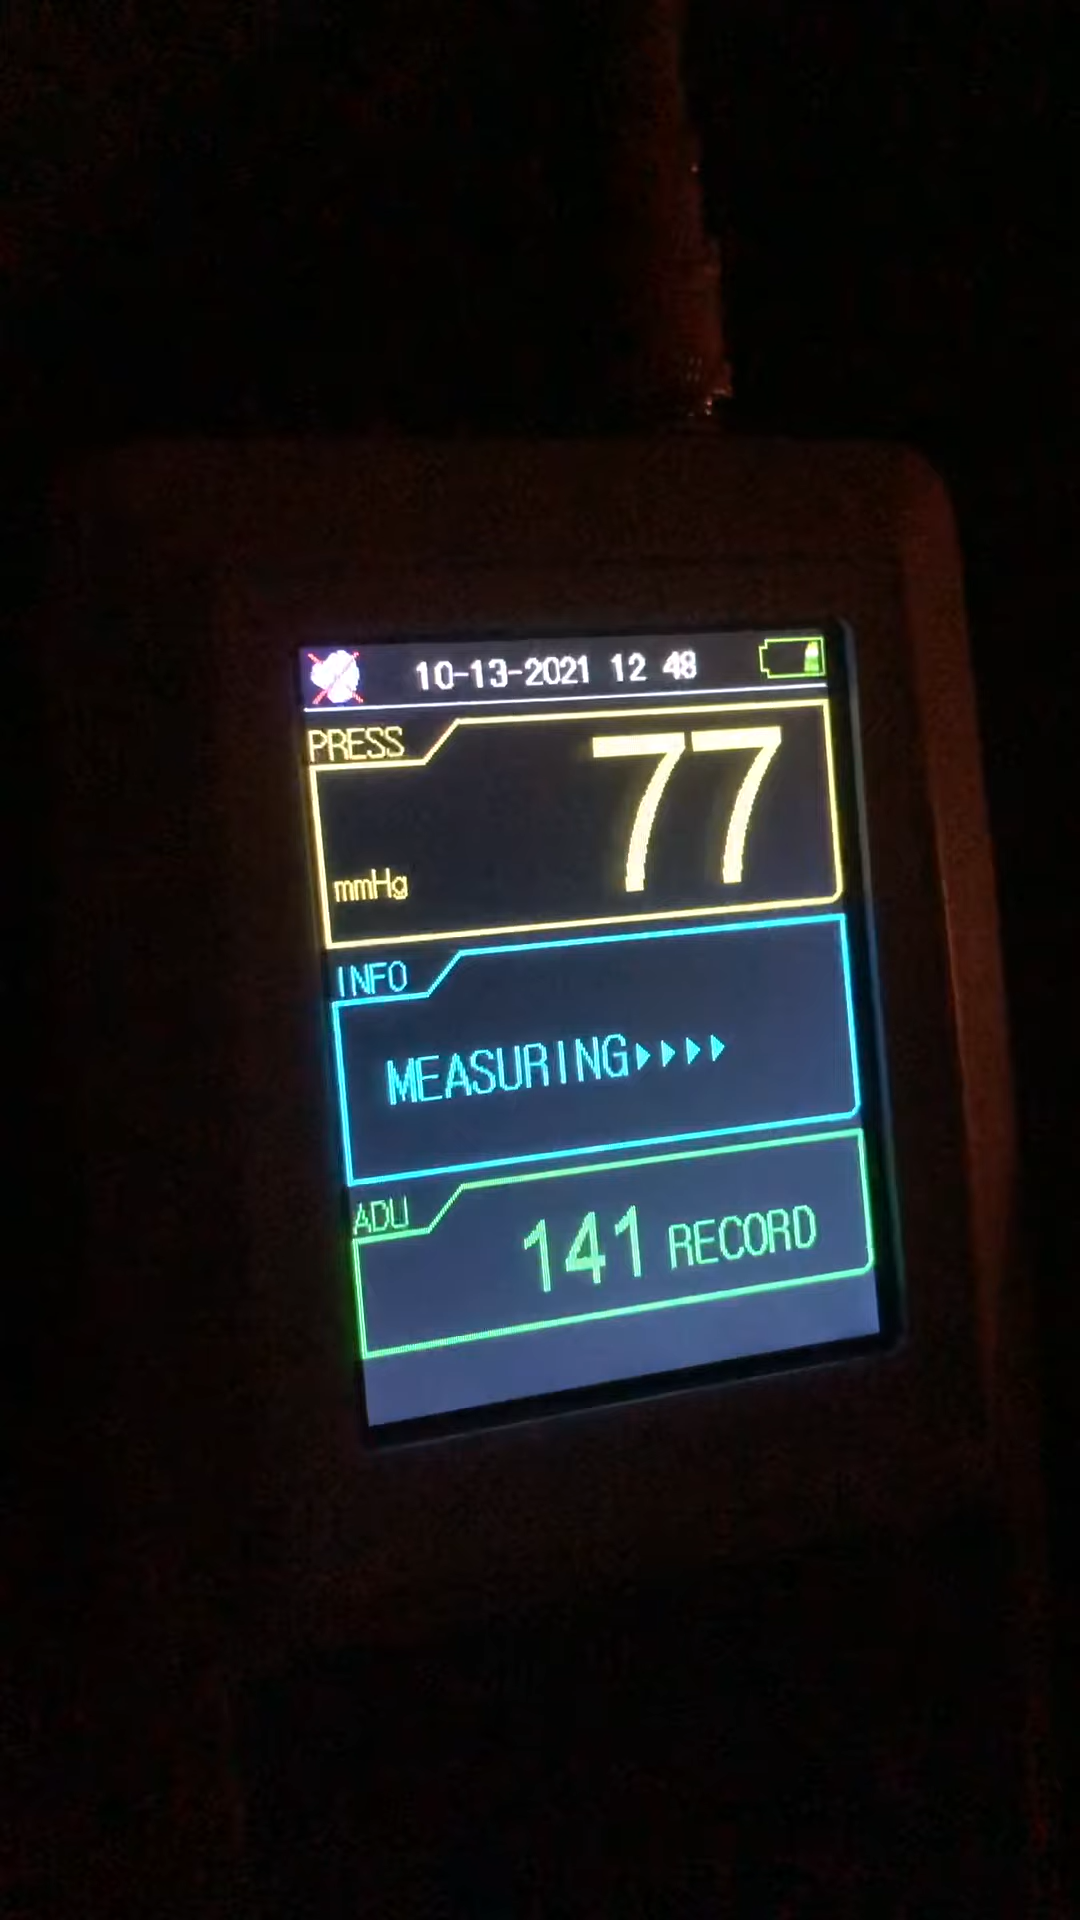 10-13-2021 12 48
PRESS
77
mmHg
INFO
MEASURING
ADU
141 RECORD